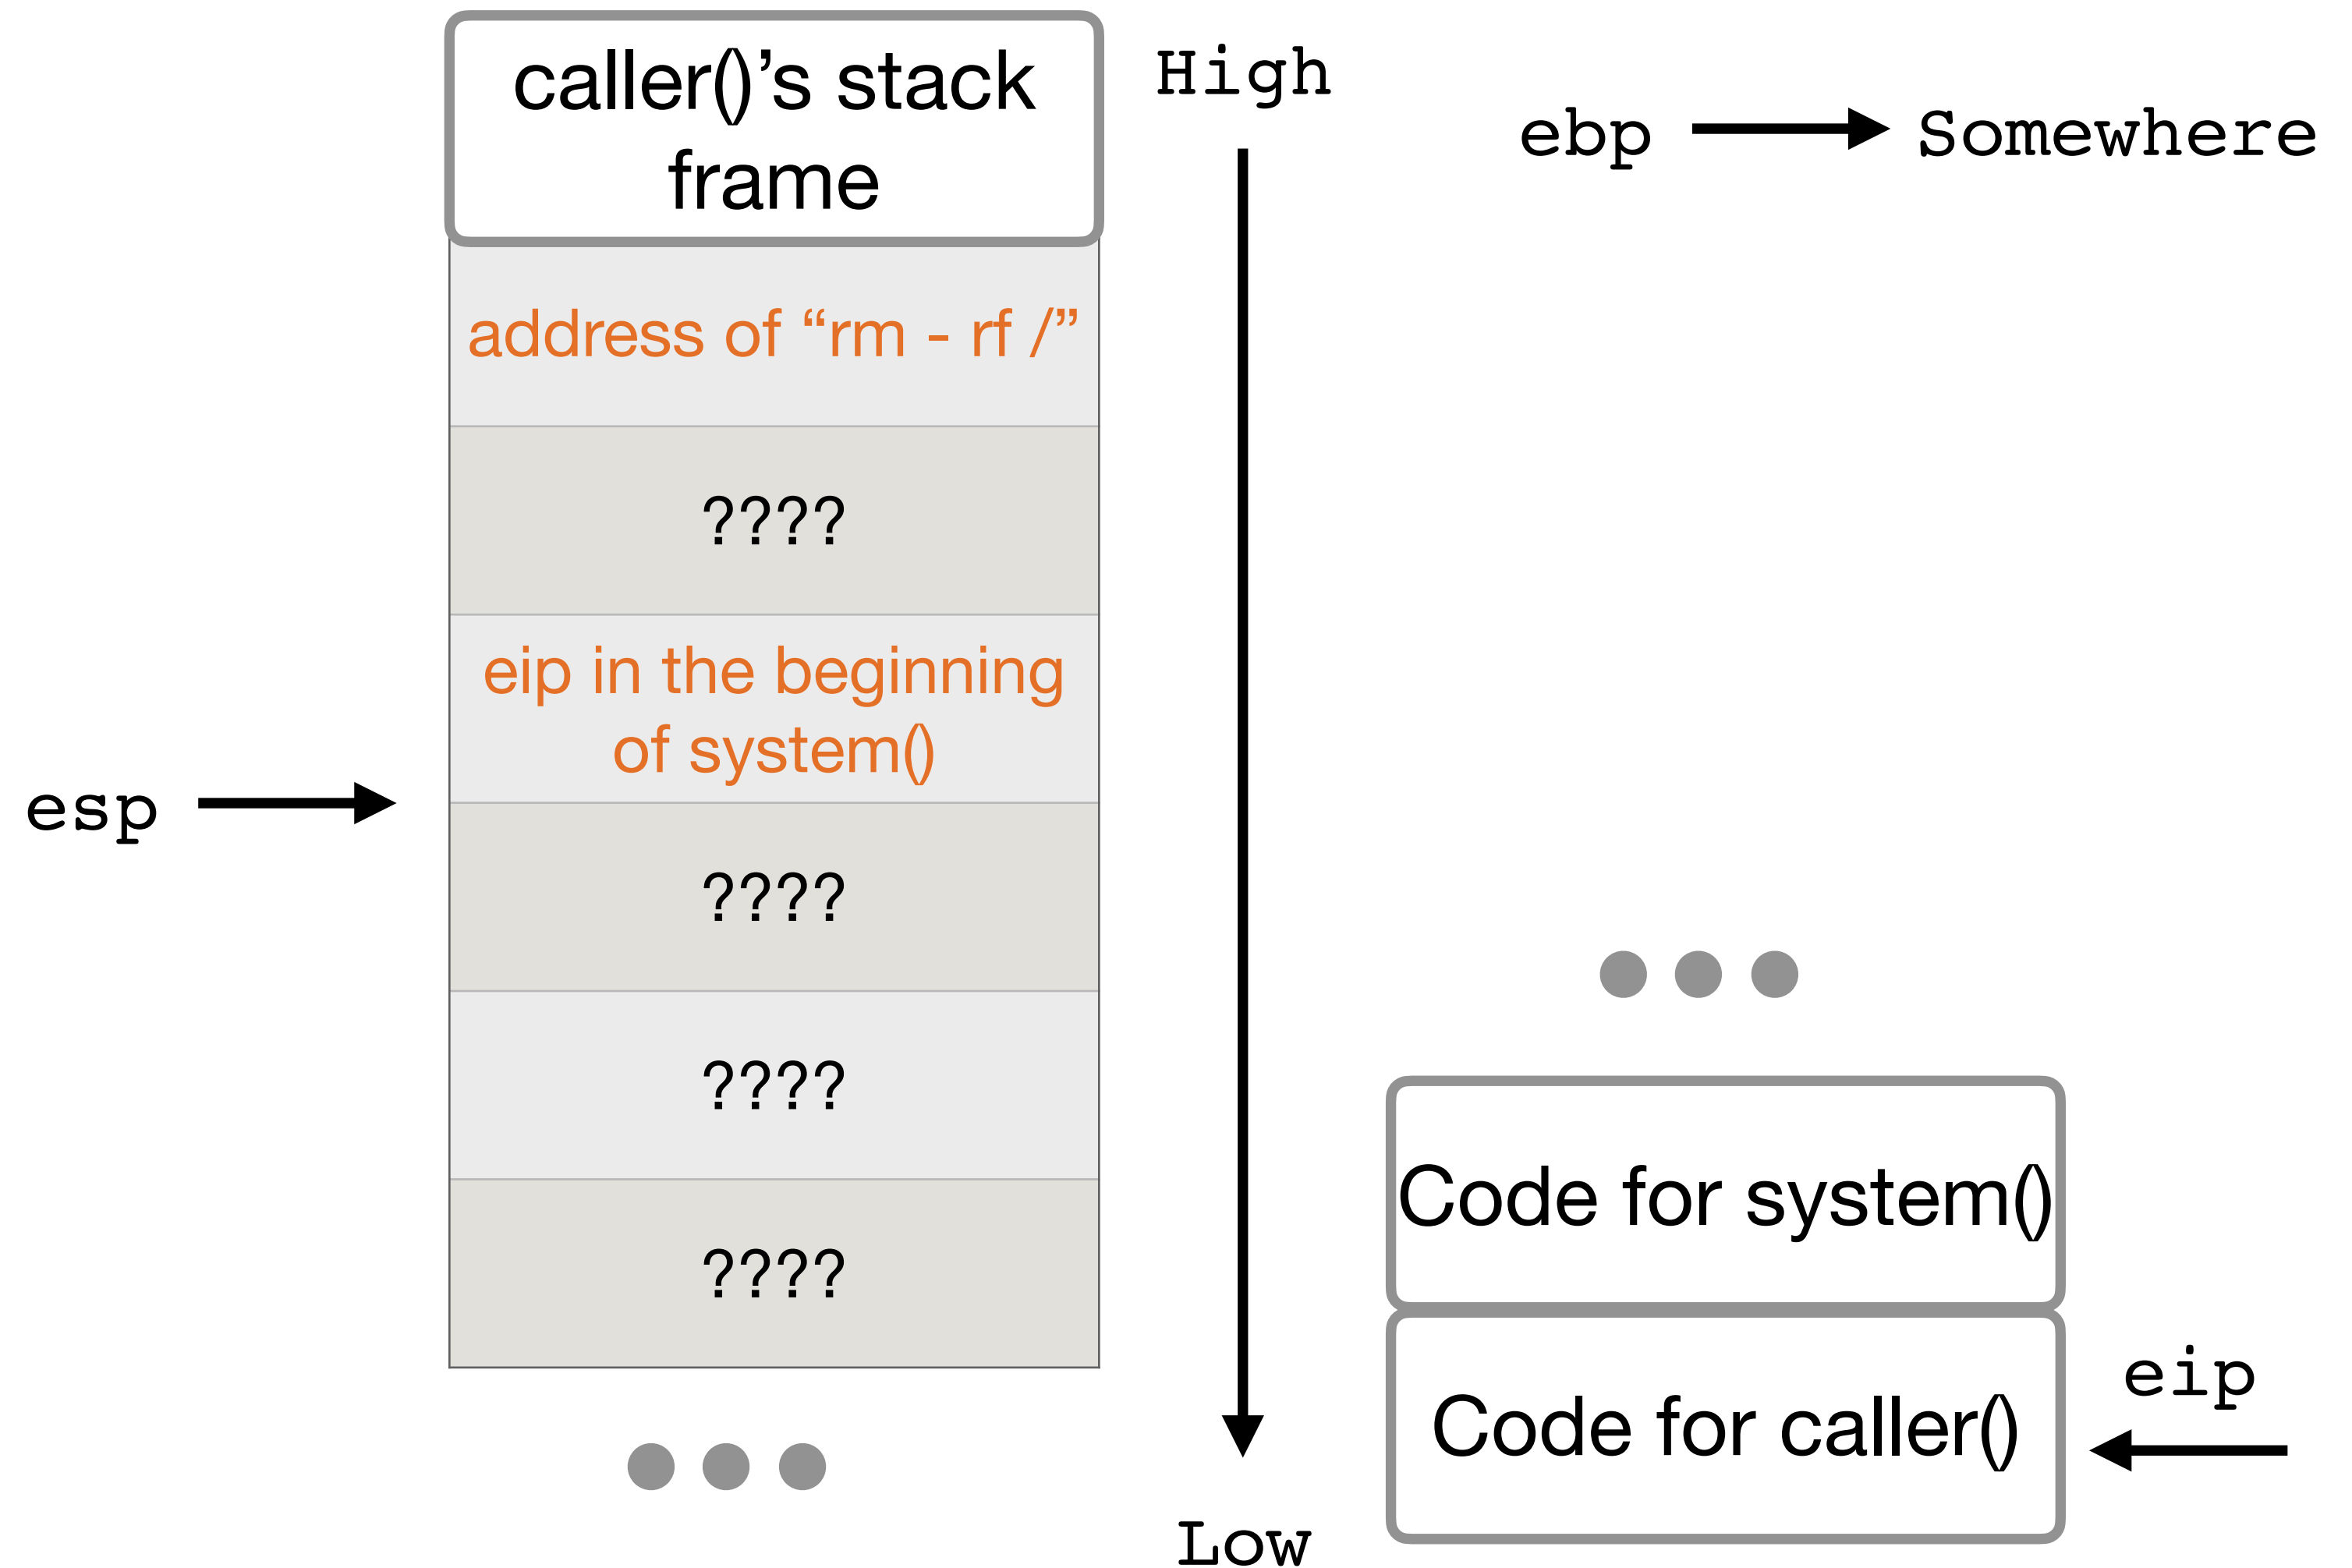 caller()’s stack
frame
address of “rm - rf /”
????
eip in the beginning
of system()
????
????
????
esp
High
Low
ebp
Somewhere
Code for system()
Code for caller()
eip